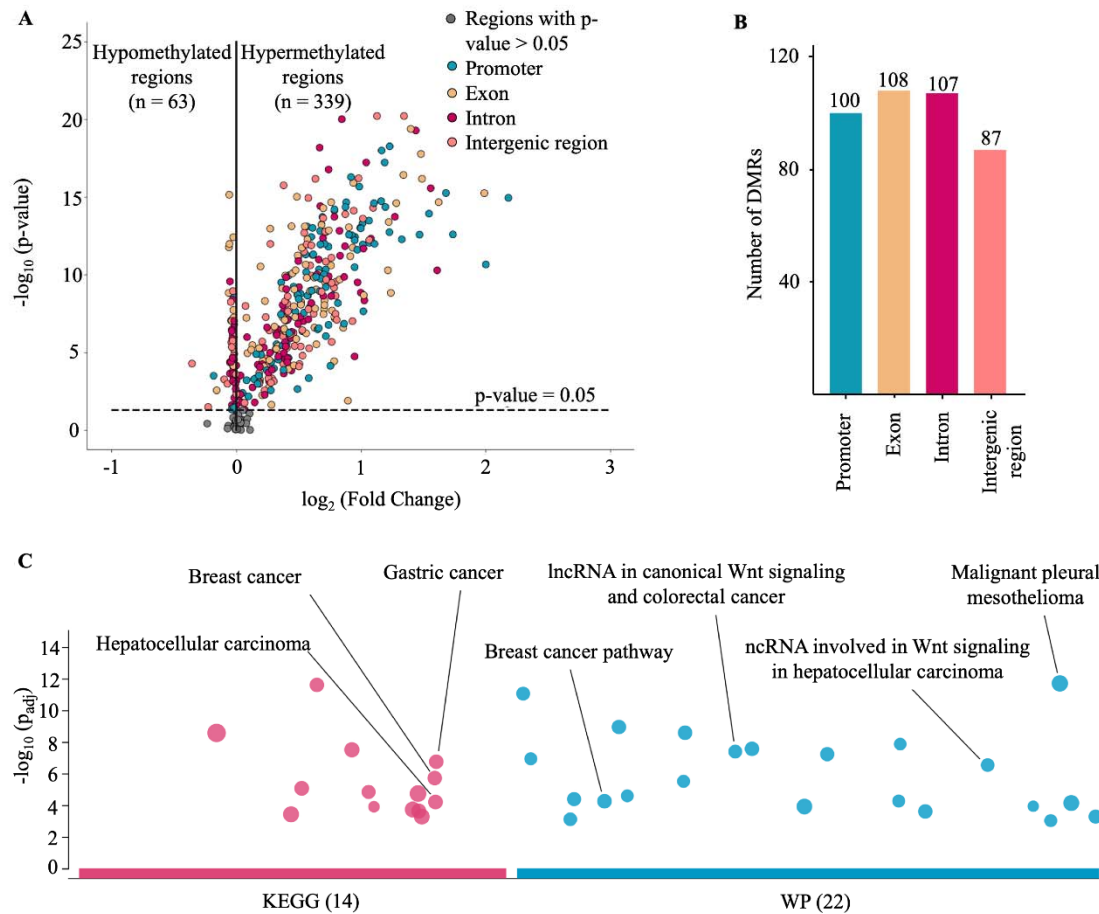 A
25
20
15
10
5
0
-log10 (p-value)
Hypomethylated
regions
(n = 63)
Hypermethylated
regions
(n = 339)
Regions with p-
value > 0.05
Promoter
Exon
Intron
Intergenic region
p-value = 0.05
-1
0
1
2
3
log2 (Fold Change)
B
Number of DMRs
120
80
40
100
108
107
87
Promoter
Exon
Intron
Intergenic
region
C
Breast cancer
Gastric cancer
Hepatocellular carcinoma
lncRNA in canonical Wnt signaling
and colorectal cancer
Breast cancer pathway
Malignant pleural
mesothelioma
ncRNA involved in Wnt signaling
in hepatocellular carcinoma
-log10 (padj)
14
12
10
8
6
4
2
0
KEGG (14)
WP (22)